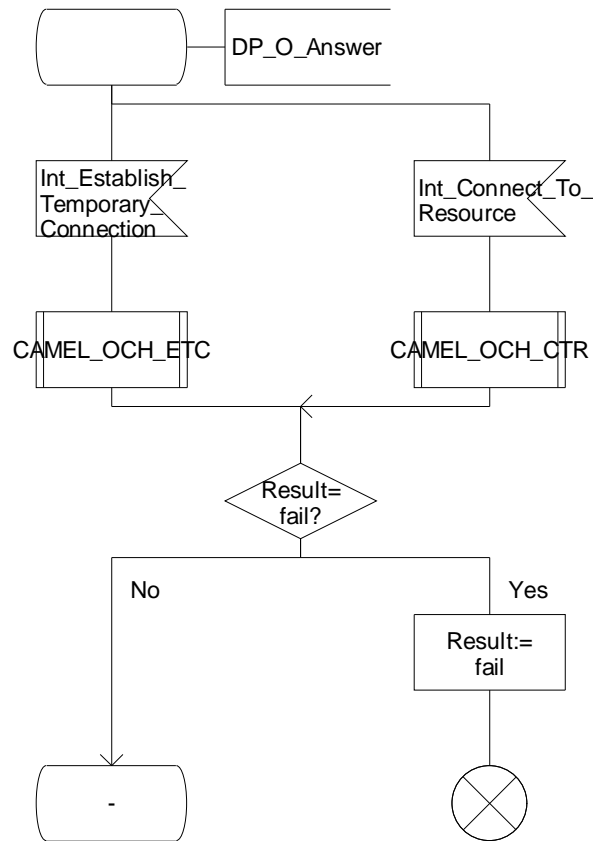 DP_O_Answer
Int_Establish_
Temporary_
Connection
Int_Connect_To_
Resource
CAMEL_OCH_ETC
CAMEL_OCH_CTR
Result=
fail?
No
Yes
Result:=
fail
-